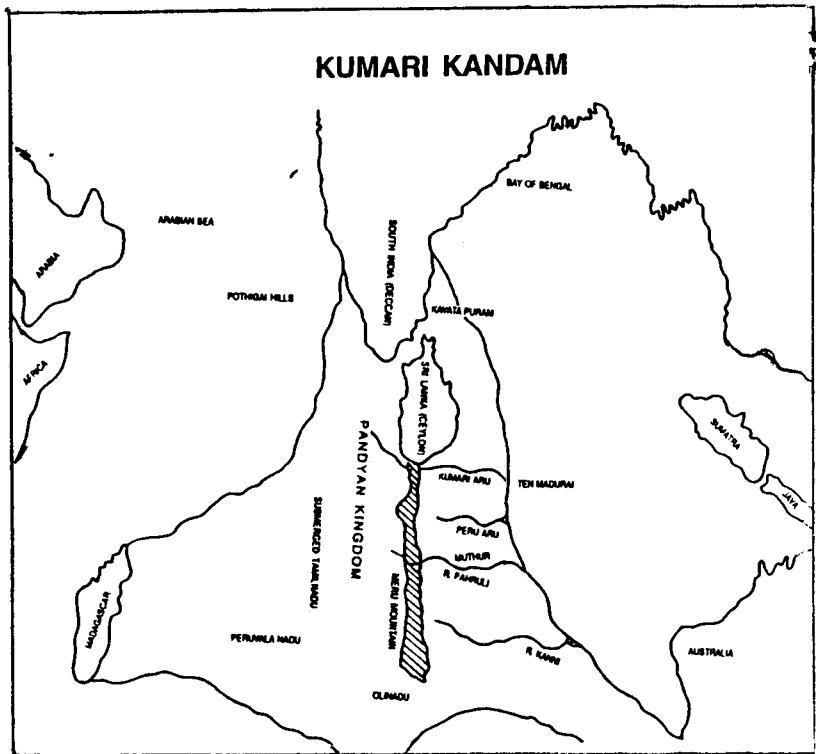 KUMARI KANDAM
BAY OF BENGAL
ARABIAN SEA
ARABIA
SOUTH INDIA (DECCAN)
POTHIGAI HILLS
KAVATA PURAM
AFRICA
SRI LANKA (CEYLON)
SUMATRA
JAVA
PANDYAN KINGDOM
KUMARI ARU
TEN MADURAI
SUBMERGED TAMILNADU
PERU ARU
MUTHUR
R. PAHRULI
MERU MOUNTAIN
MADAGASCAR
PERUVALA NADU
R. KANNI
AUSTRALIA
OLINADU